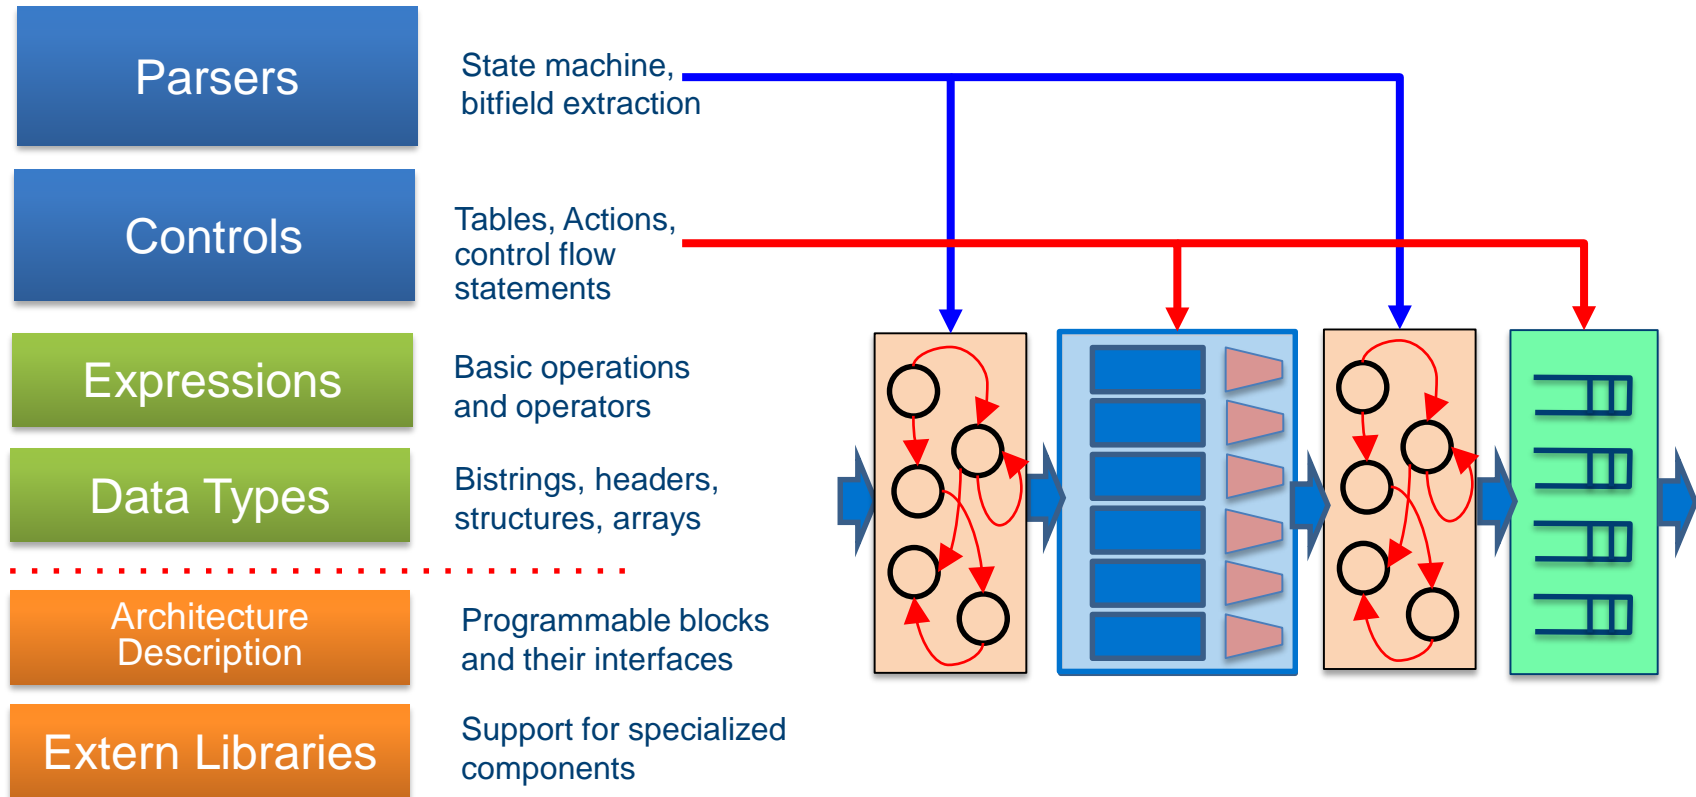 Parsers
State machine,
bitfield extraction
Controls
Tables, Actions,
control flow
statements
Expressions
Basic operations
and operators
Data Types
Bistrings, headers,
structures, arrays
Architecture
Description
Programmable blocks
and their interfaces
Extern Libraries
Support for specialized
components